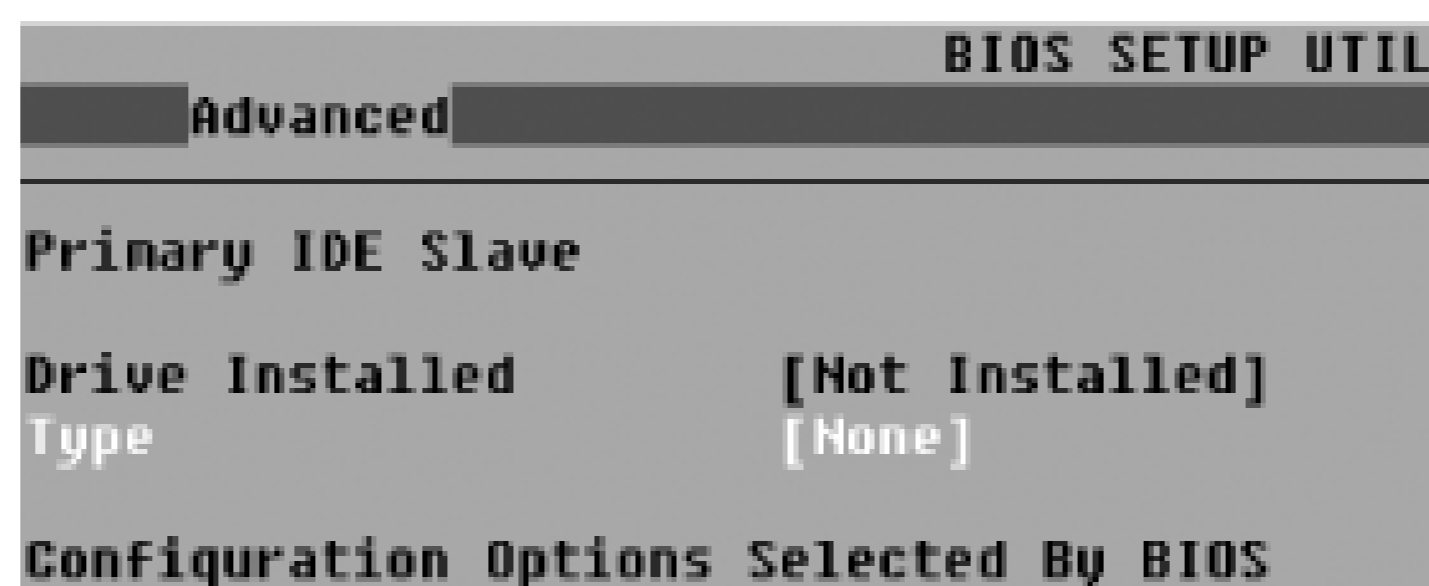 BIOS SETUP UTIL
Advanced
Primary IDE Slave
Drive Installed [Not Installed]
Type [None]
Configuration Options Selected By BIOS